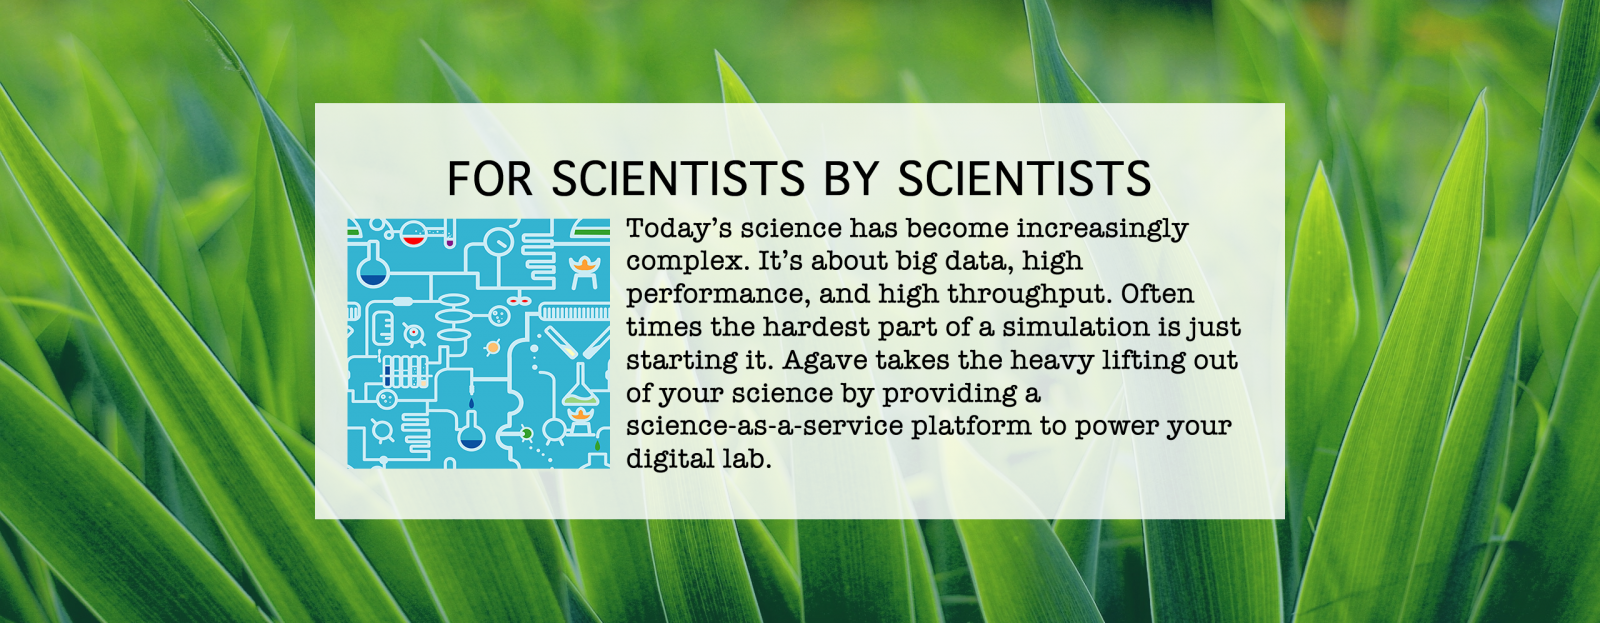 FOR SCIENTISTS BY SCIENTISTS
Today’s science has become increasingly
complex. It’s about big data, high
performance, and high throughput. Often
times the hardest part of a simulation is just
starting it. Agave takes the heavy lifting out
of your science by providing a
science-as-a-service platform to power your
digital lab.